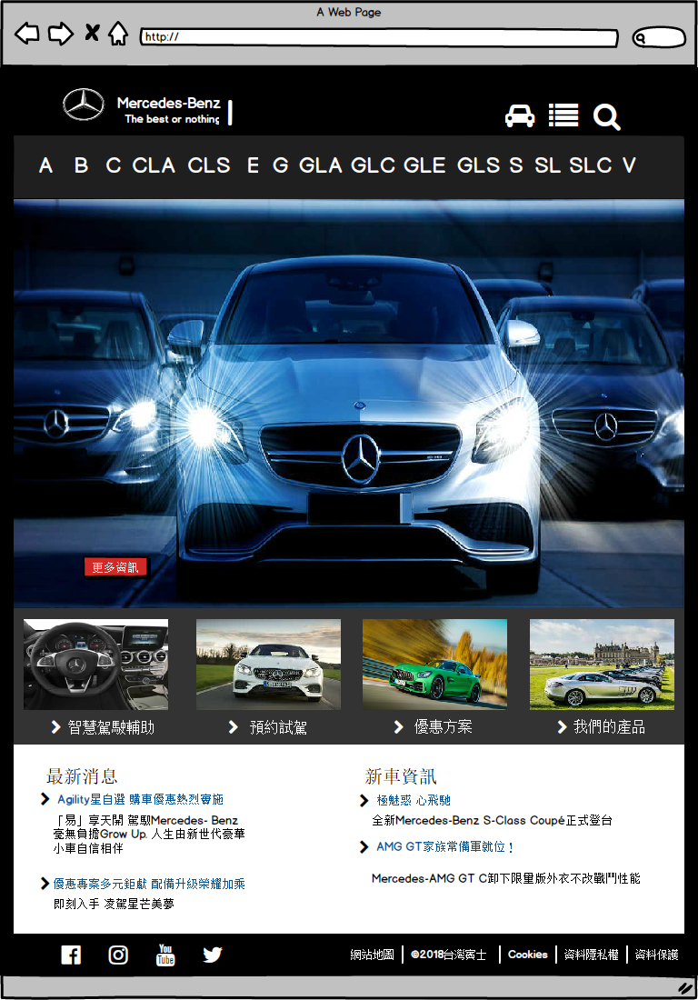 A Web Page
http://
Mercedes-Benz
The best or nothing
A B C CLA CLS E G GLA GLC GLE GLS S SL SLC V
更多資訊
智慧駕駛輔助 預約試駕 優惠方案 我們的產品
最新消息
Agility星自選 購車優惠熱烈實施
「易」享天開 駕馭Mercedes- Benz
毫無負擔Grow Up. 人生由新世代豪華
小車自信相伴
優惠專案多元鉅獻 配備升級榮耀加乘
即刻入手 凌駕星芒美夢
新車資訊
極魅惑 心飛馳
全新Mercedes-Benz S-Class Coupé正式登台
AMG GT家族常備軍就位！
Mercedes-AMG GT C卸下限量版外衣不改戰鬥性能
You
Tube
網站地圖 ©2018台灣賓士 Cookies 資料隱私權 資料保護